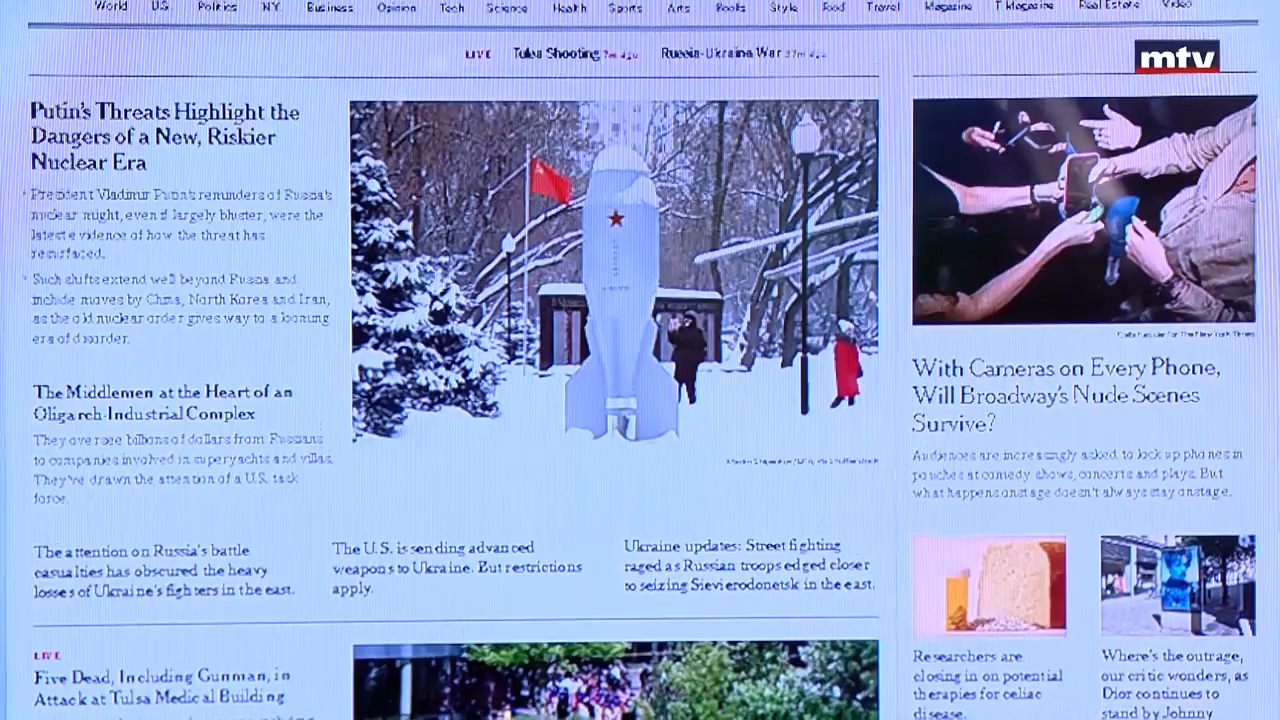 World U.S. Politics N.Y. Business Opinion Tech Science Health Sports Arts Books Style Food Travel Magazine T Magazine Real Estate Video
LIVE Tulsa Shooting 7m ago Russia-Ukraine War 37m ago
mtv
Putin's Threats Highlight the
Dangers of a New, Riskier
Nuclear Era
President Vladimir Putin's reminders of Russia's
nuclear might, even if largely bluster, were the
latest evidence of how the threat has
resurfaced.
Such shifts extend well beyond Russia and
include moves by China, North Korea and Iran,
as the old nuclear order gives way to a looming
era of disorder.
The Middlemen at the Heart of an
Oligarch-Industrial Complex
They oversee billions of dollars from Russians
to companies involved in superyachts and villas.
They've drawn the attention of a U.S. task
force.
The attention on Russia's battle
casualties has obscured the heavy
losses of Ukraine's fighters in the east.
The U.S. is sending advanced
weapons to Ukraine. But restrictions
apply.
Ukraine updates: Street fighting
raged as Russian troops edged closer
to seizing Sievierodonetsk in the east.
LIVE
Five Dead, Including Gunman, in
Attack at Tulsa Medical Building
for The New York Times
With Cameras on Every Phone,
Will Broadway's Nude Scenes
Survive?
Audiences are increasingly asked to lock up phones in
pouches at comedy shows, concerts and plays. But
what happens onstage doesn't always stay onstage.
Researchers are
closing in on potential
therapies for celiac
disease.
Where's the outrage,
our critic wonders, as
Dior continues to
stand by Johnny